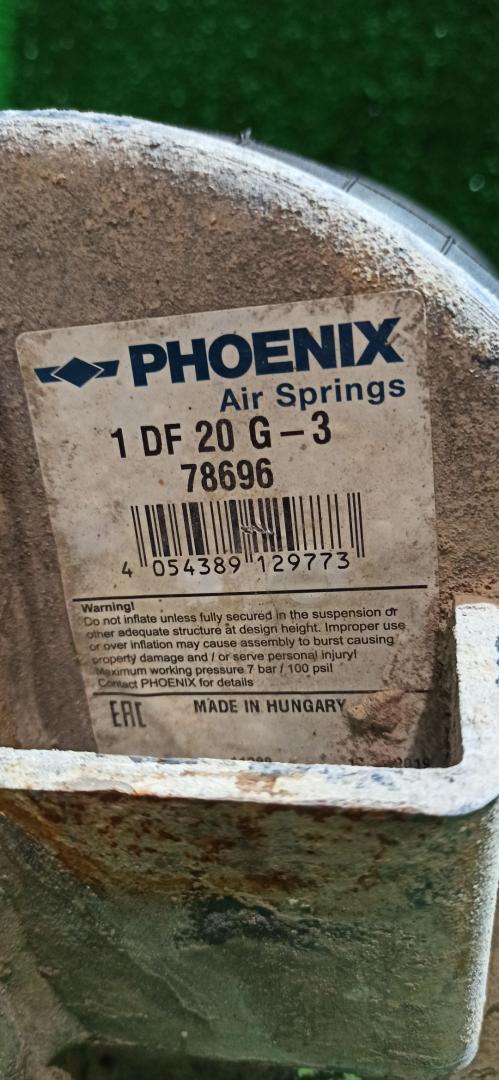 PHOENIX
Air Springs
1 DF 20 G – 3
78696
4 054389 129773
Warning!
Do not inflate unless fully secured in the suspension or
other adequate structure at design height. Improper use
or over inflation may cause assembly to burst causing
property damage and / or serve personal injury!
Maximum working pressure 7 bar / 100 psi!
Contact PHOENIX for details
EAC
MADE IN HUNGARY